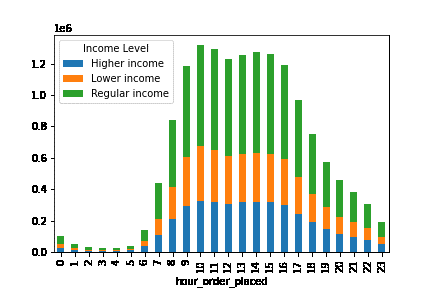 1e6
Income Level
Higher income
Lower income
Regular income
1.2
1.0
0.8
0.6
0.4
0.2
0.0
0 1 2 3 4 5 6 7 8 9 10 11 12 13 14 15 16 17 18 19 20 21 22 23
hour_order_placed